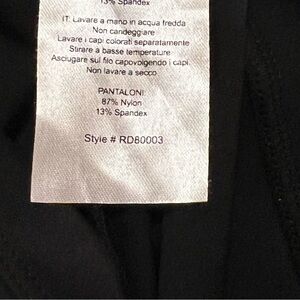 13% Spandex
IT: Lavare a mano in acqua fredda
Non candeggiare
Lavare i capi colorati separatamente
Stirare a basse temperature
Asciugare sul filo capovolgendo i capi.
Non lavare a secco
PANTALONI:
87% Nylon
13% Spandex
Style # RD80003